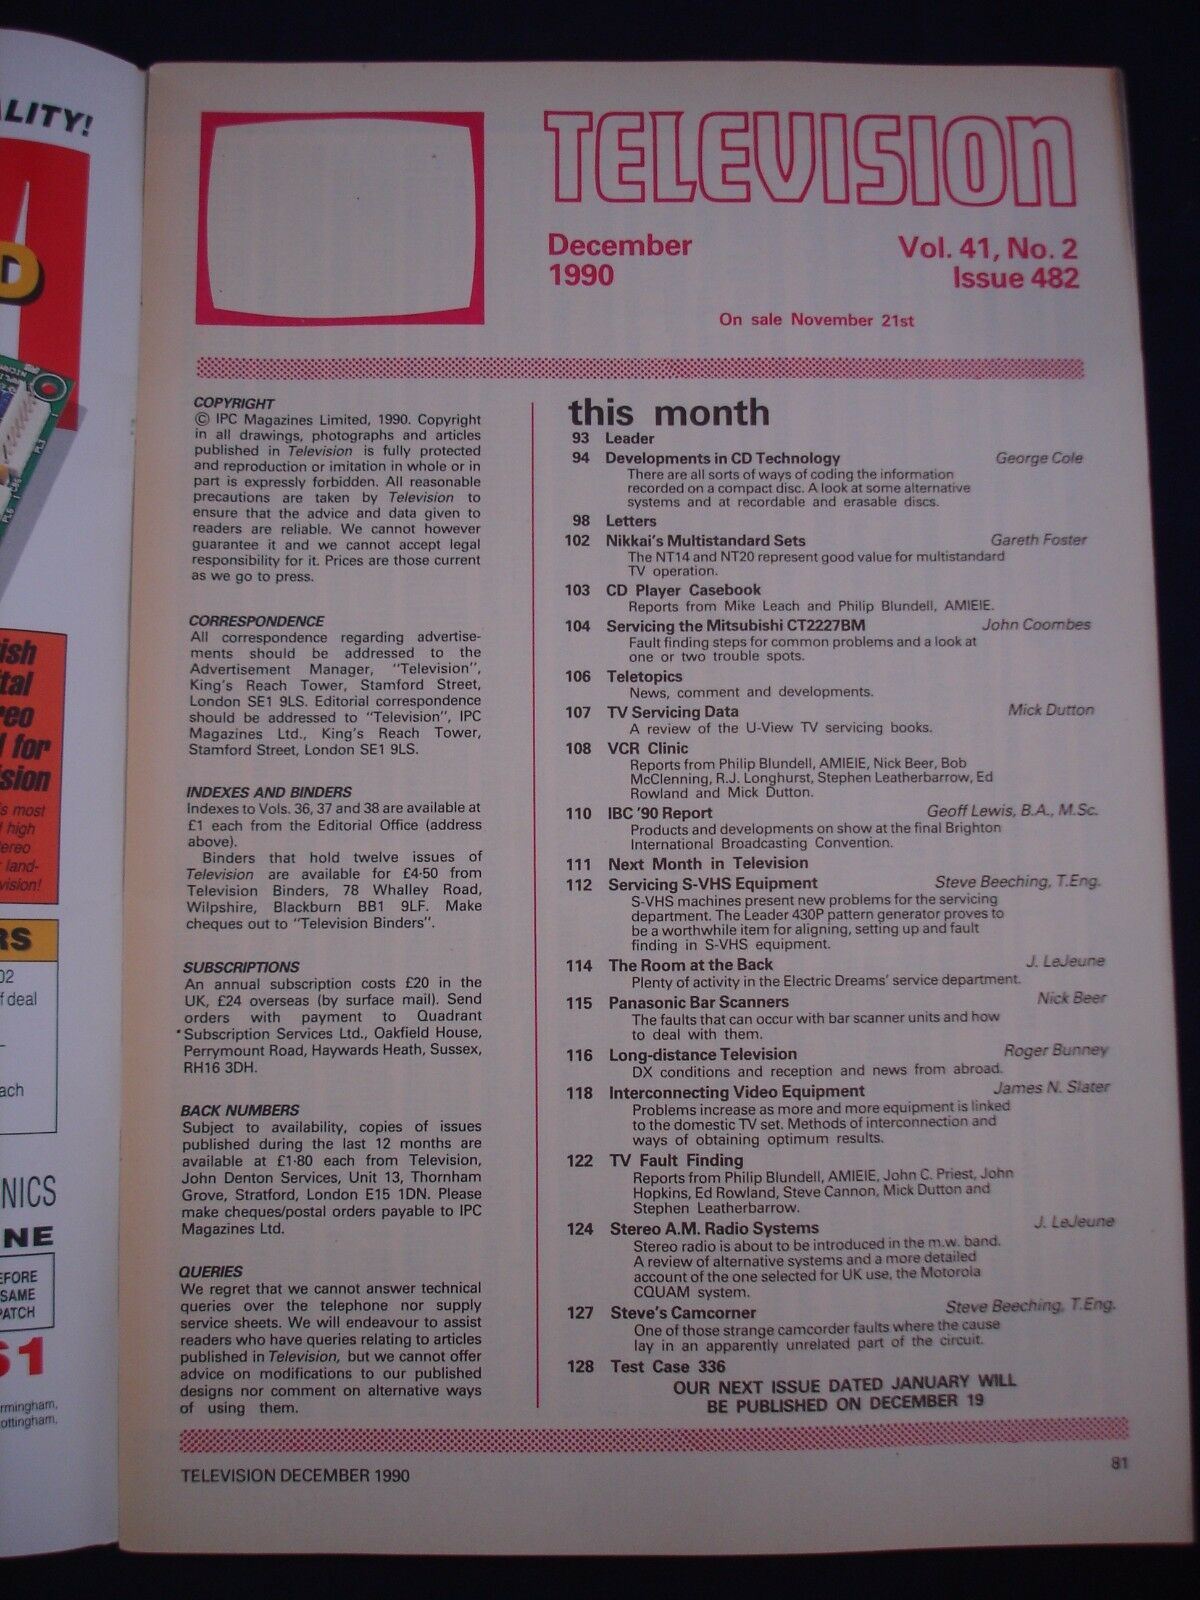 ALITY!
D
PL3
CB6
PL5
ish
tal
reo
l for
sion
is most
d high
tereo
r land-
vision!
RS
02
f deal
ach
NICS
NE
EFORE
SAME
PATCH
61
rmingham,
ottingham,
TELEVISION
December
1990
Vol. 41, No. 2
Issue 482
On sale November 21st
COPYRIGHT
© IPC Magazines Limited, 1990. Copyright
in all drawings, photographs and articles
published in Television is fully protected
and reproduction or imitation in whole or in
part is expressly forbidden. All reasonable
precautions are taken by Television to
ensure that the advice and data given to
readers are reliable. We cannot however
guarantee it and we cannot accept legal
responsibility for it. Prices are those current
as we go to press.
CORRESPONDENCE
All correspondence regarding advertise-
ments should be addressed to the
Advertisement Manager, "Television",
King's Reach Tower, Stamford Street,
London SE1 9LS. Editorial correspondence
should be addressed to "Television", IPC
Magazines Ltd., King's Reach Tower,
Stamford Street, London SE1 9LS.
INDEXES AND BINDERS
Indexes to Vols. 36, 37 and 38 are available at
£1 each from the Editorial Office (address
above).
Binders that hold twelve issues of
Television are available for £4·50 from
Television Binders, 78 Whalley Road,
Wilpshire, Blackburn BB1 9LF. Make
cheques out to "Television Binders".
SUBSCRIPTIONS
An annual subscription costs £20 in the
UK, £24 overseas (by surface mail). Send
orders with payment to Quadrant
Subscription Services Ltd., Oakfield House,
Perrymount Road, Haywards Heath, Sussex,
RH16 3DH.
BACK NUMBERS
Subject to availability, copies of issues
published during the last 12 months are
available at £1·80 each from Television,
John Denton Services, Unit 13, Thornham
Grove, Stratford, London E15 1DN. Please
make cheques/postal orders payable to IPC
Magazines Ltd.
QUERIES
We regret that we cannot answer technical
queries over the telephone nor supply
service sheets. We will endeavour to assist
readers who have queries relating to articles
published in Television, but we cannot offer
advice on modifications to our published
designs nor comment on alternative ways
of using them.
this month
93 Leader
94 Developments in CD Technology George Cole
There are all sorts of ways of coding the information
recorded on a compact disc. A look at some alternative
systems and at recordable and erasable discs.
98 Letters
102 Nikkai's Multistandard Sets Gareth Foster
The NT14 and NT20 represent good value for multistandard
TV operation.
103 CD Player Casebook
Reports from Mike Leach and Philip Blundell, AMIEIE.
104 Servicing the Mitsubishi CT2227BM John Coombes
Fault finding steps for common problems and a look at
one or two trouble spots.
106 Teletopics
News, comment and developments.
107 TV Servicing Data Mick Dutton
A review of the U-View TV servicing books.
108 VCR Clinic
Reports from Philip Blundell, AMIEIE, Nick Beer, Bob
McClenning, R.J. Longhurst, Stephen Leatherbarrow, Ed
Rowland and Mick Dutton.
110 IBC '90 Report Geoff Lewis, B.A., M.Sc.
Products and developments on show at the final Brighton
International Broadcasting Convention.
111 Next Month in Television
112 Servicing S-VHS Equipment Steve Beeching, T.Eng.
S-VHS machines present new problems for the servicing
department. The Leader 430P pattern generator proves to
be a worthwhile item for aligning, setting up and fault
finding in S-VHS equipment.
114 The Room at the Back J. LeJeune
Plenty of activity in the Electric Dreams' service department.
115 Panasonic Bar Scanners Nick Beer
The faults that can occur with bar scanner units and how
to deal with them.
116 Long-distance Television Roger Bunney
DX conditions and reception and news from abroad.
118 Interconnecting Video Equipment James N. Slater
Problems increase as more and more equipment is linked
to the domestic TV set. Methods of interconnection and
ways of obtaining optimum results.
122 TV Fault Finding
Reports from Philip Blundell, AMIEIE, John C. Priest, John
Hopkins, Ed Rowland, Steve Cannon, Mick Dutton and
Stephen Leatherbarrow.
124 Stereo A.M. Radio Systems J. LeJeune
Stereo radio is about to be introduced in the m.w. band.
A review of alternative systems and a more detailed
account of the one selected for UK use, the Motorola
CQUAM system.
127 Steve's Camcorner Steve Beeching, T.Eng.
One of those strange camcorder faults where the cause
lay in an apparently unrelated part of the circuit.
128 Test Case 336
OUR NEXT ISSUE DATED JANUARY WILL
BE PUBLISHED ON DECEMBER 19
TELEVISION DECEMBER 1990
81